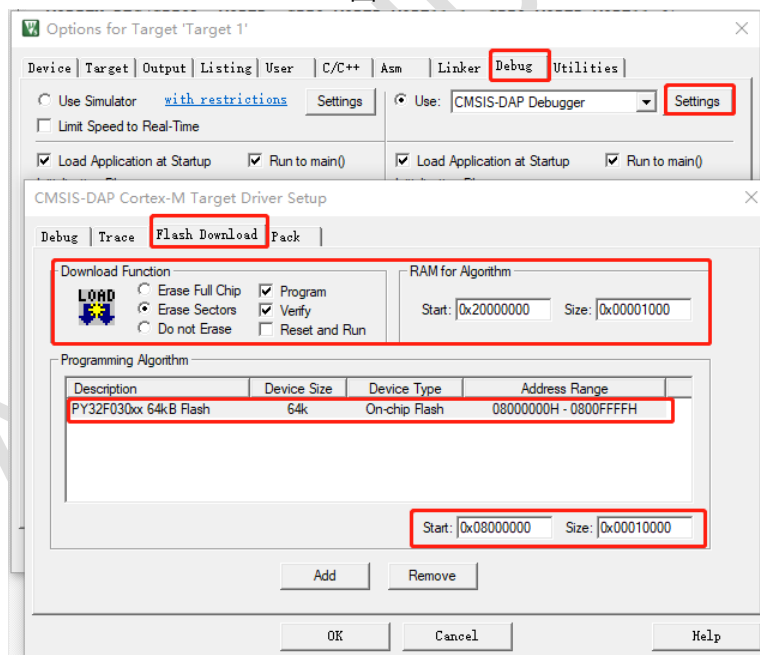 Options for Target 'Target 1'
Device Target Output Listing User C/C++ Asm Linker Debug Utilities
Use Simulator with restrictions Settings Use: CMSIS-DAP Debugger Settings
Limit Speed to Real-Time
Load Application at Startup Run to main() Load Application at Startup Run to main()
CMSIS-DAP Cortex-M Target Driver Setup
Debug Trace Flash Download Pack
Download Function RAM for Algorithm
LOAD Erase Full Chip Program
Erase Sectors Verify Start: 0x20000000 Size: 0x00001000
Do not Erase Reset and Run
Programming Algorithm
Description Device Size Device Type Address Range
PY32F030xx 64kB Flash 64k On-chip Flash 08000000H - 0800FFFFH
Start: 0x08000000 Size: 0x00010000
Add Remove
OK Cancel Help